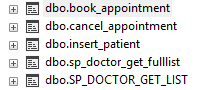 dbo.book_appointment
dbo.cancel_appointment
dbo.insert_patient
dbo.sp_doctor_get_fulllist
dbo.SP_DOCTOR_GET_LIST